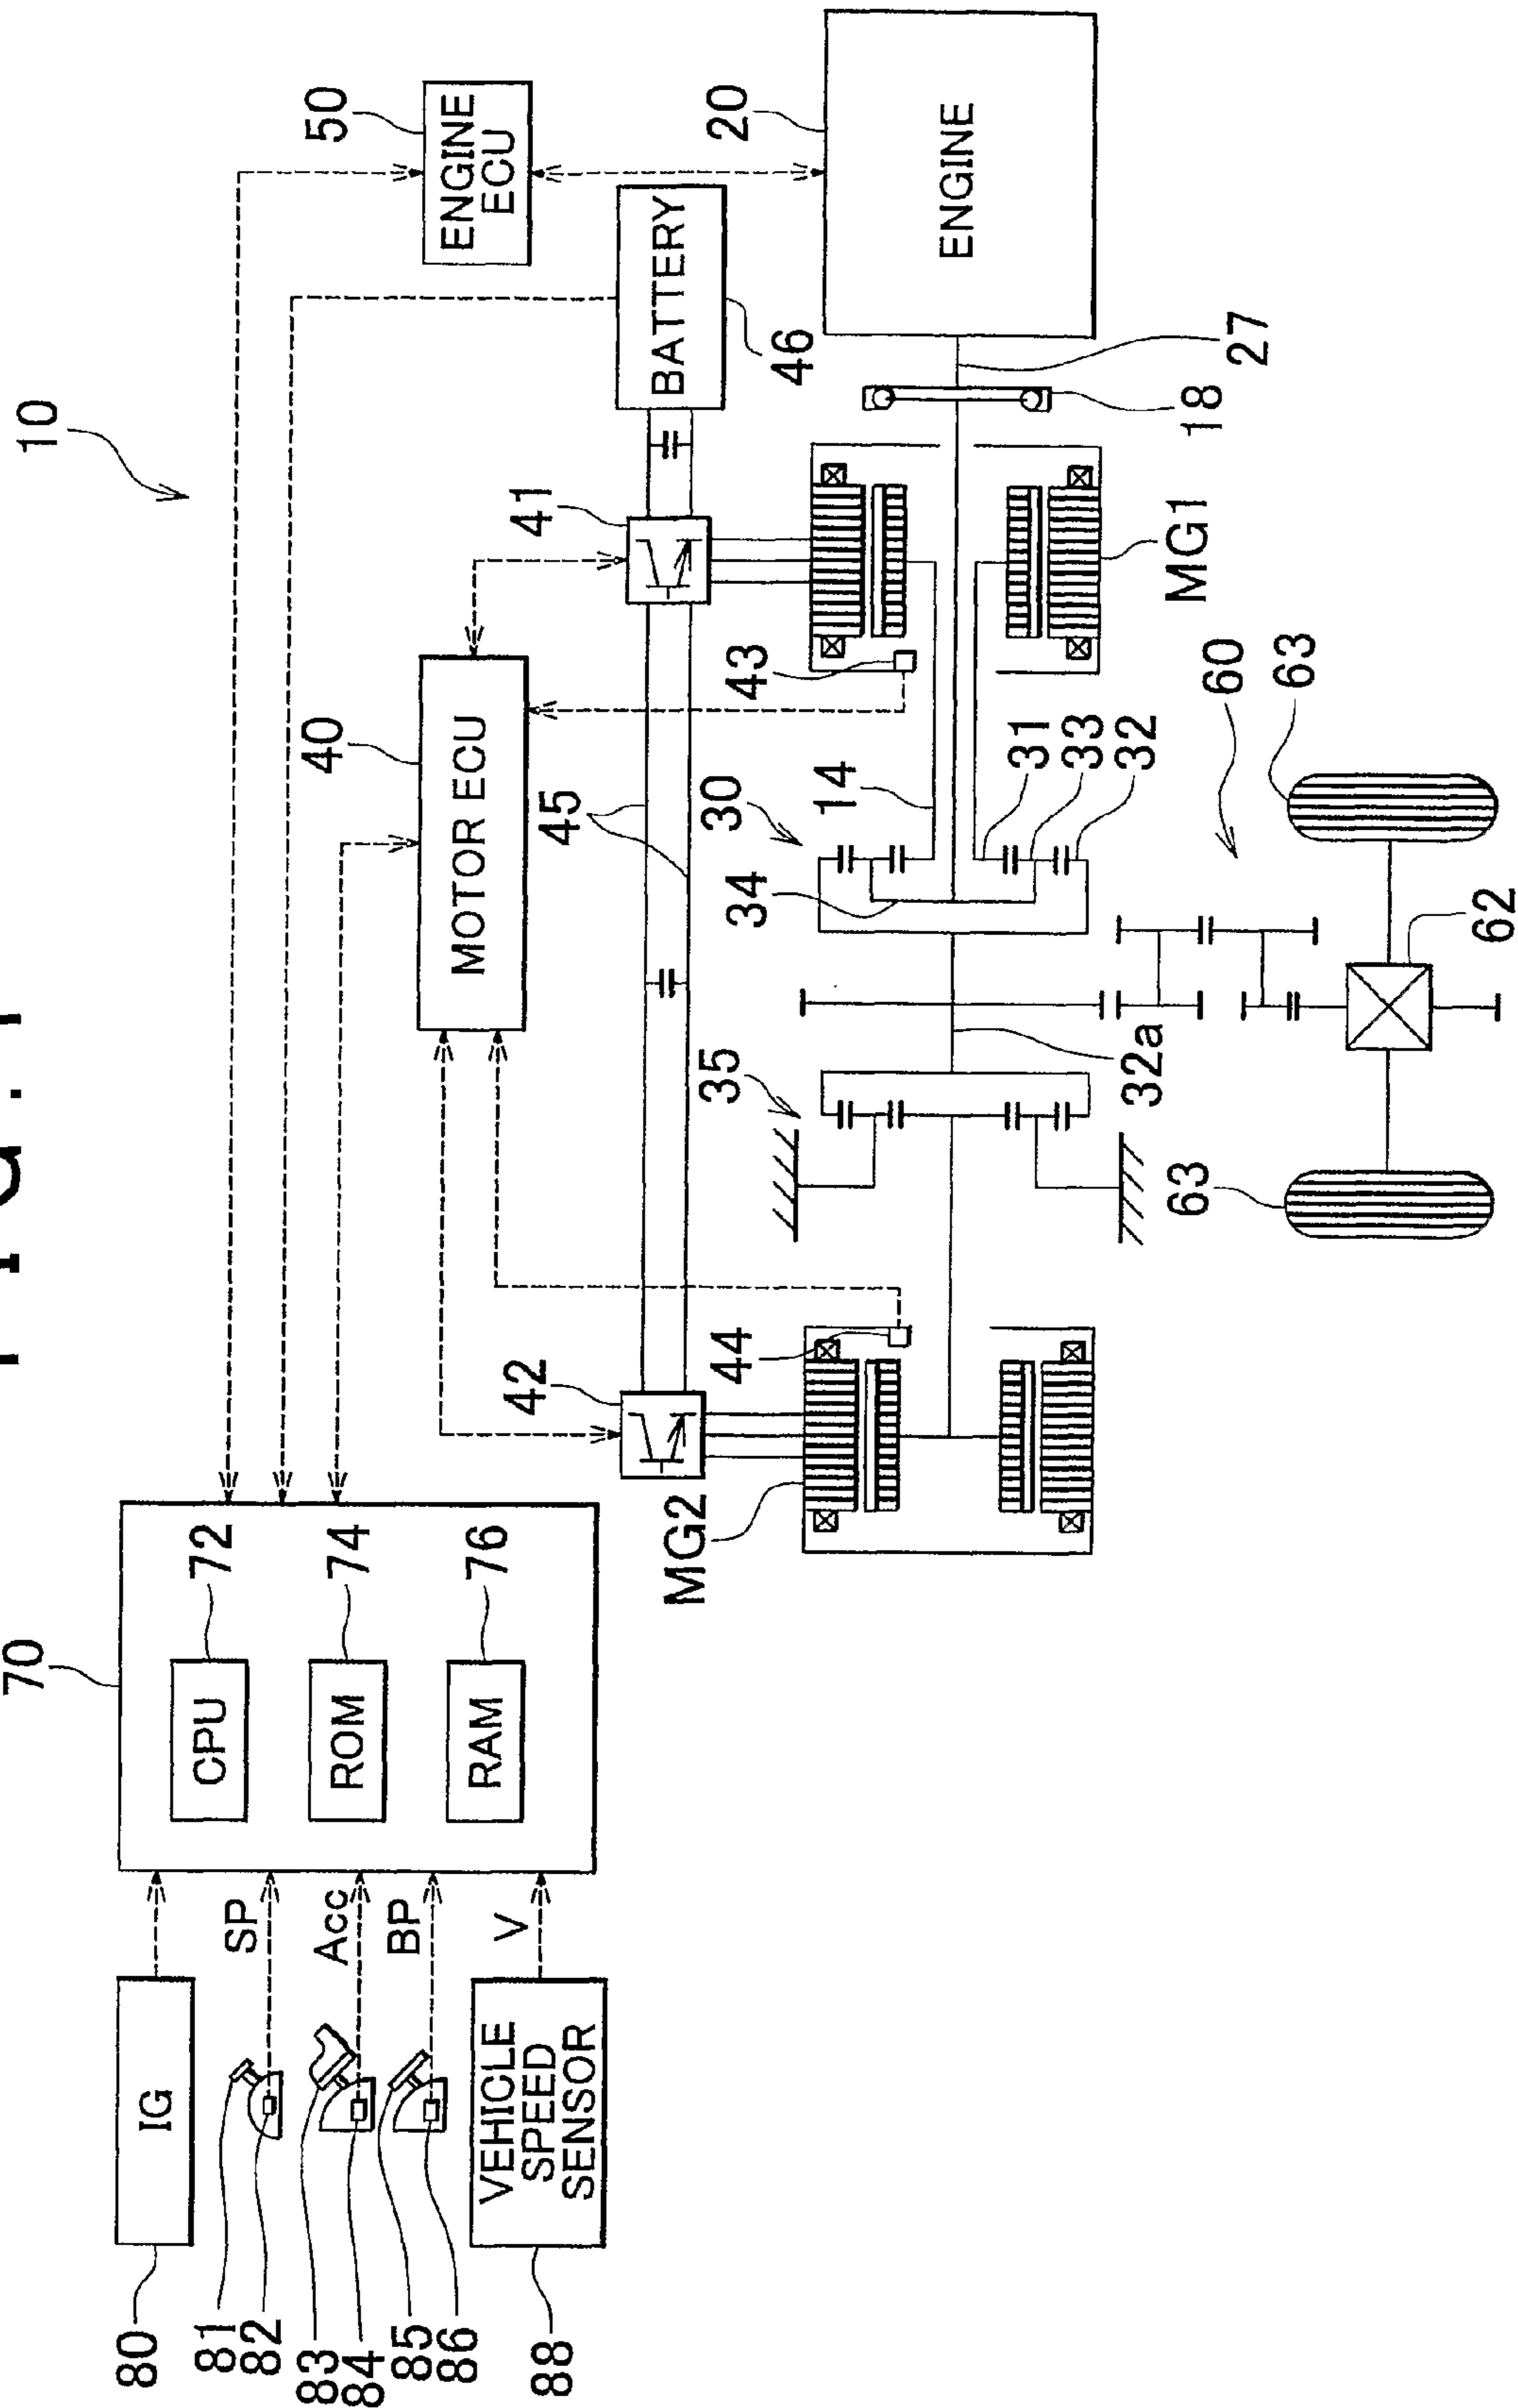 FIG. 1
10
70
CPU
72
ROM
74
RAM
76
IG
80
SP
81
82
Acc
83
84
BP
85
86
V
VEHICLE
SPEED
SENSOR
88
ENGINE
ECU
50
MOTOR ECU
40
BATTERY
46
41
42
45
43
44
ENGINE
20
27
18
MG1
MG2
14
30
31
33
32
34
35
32a
60
62
63
63